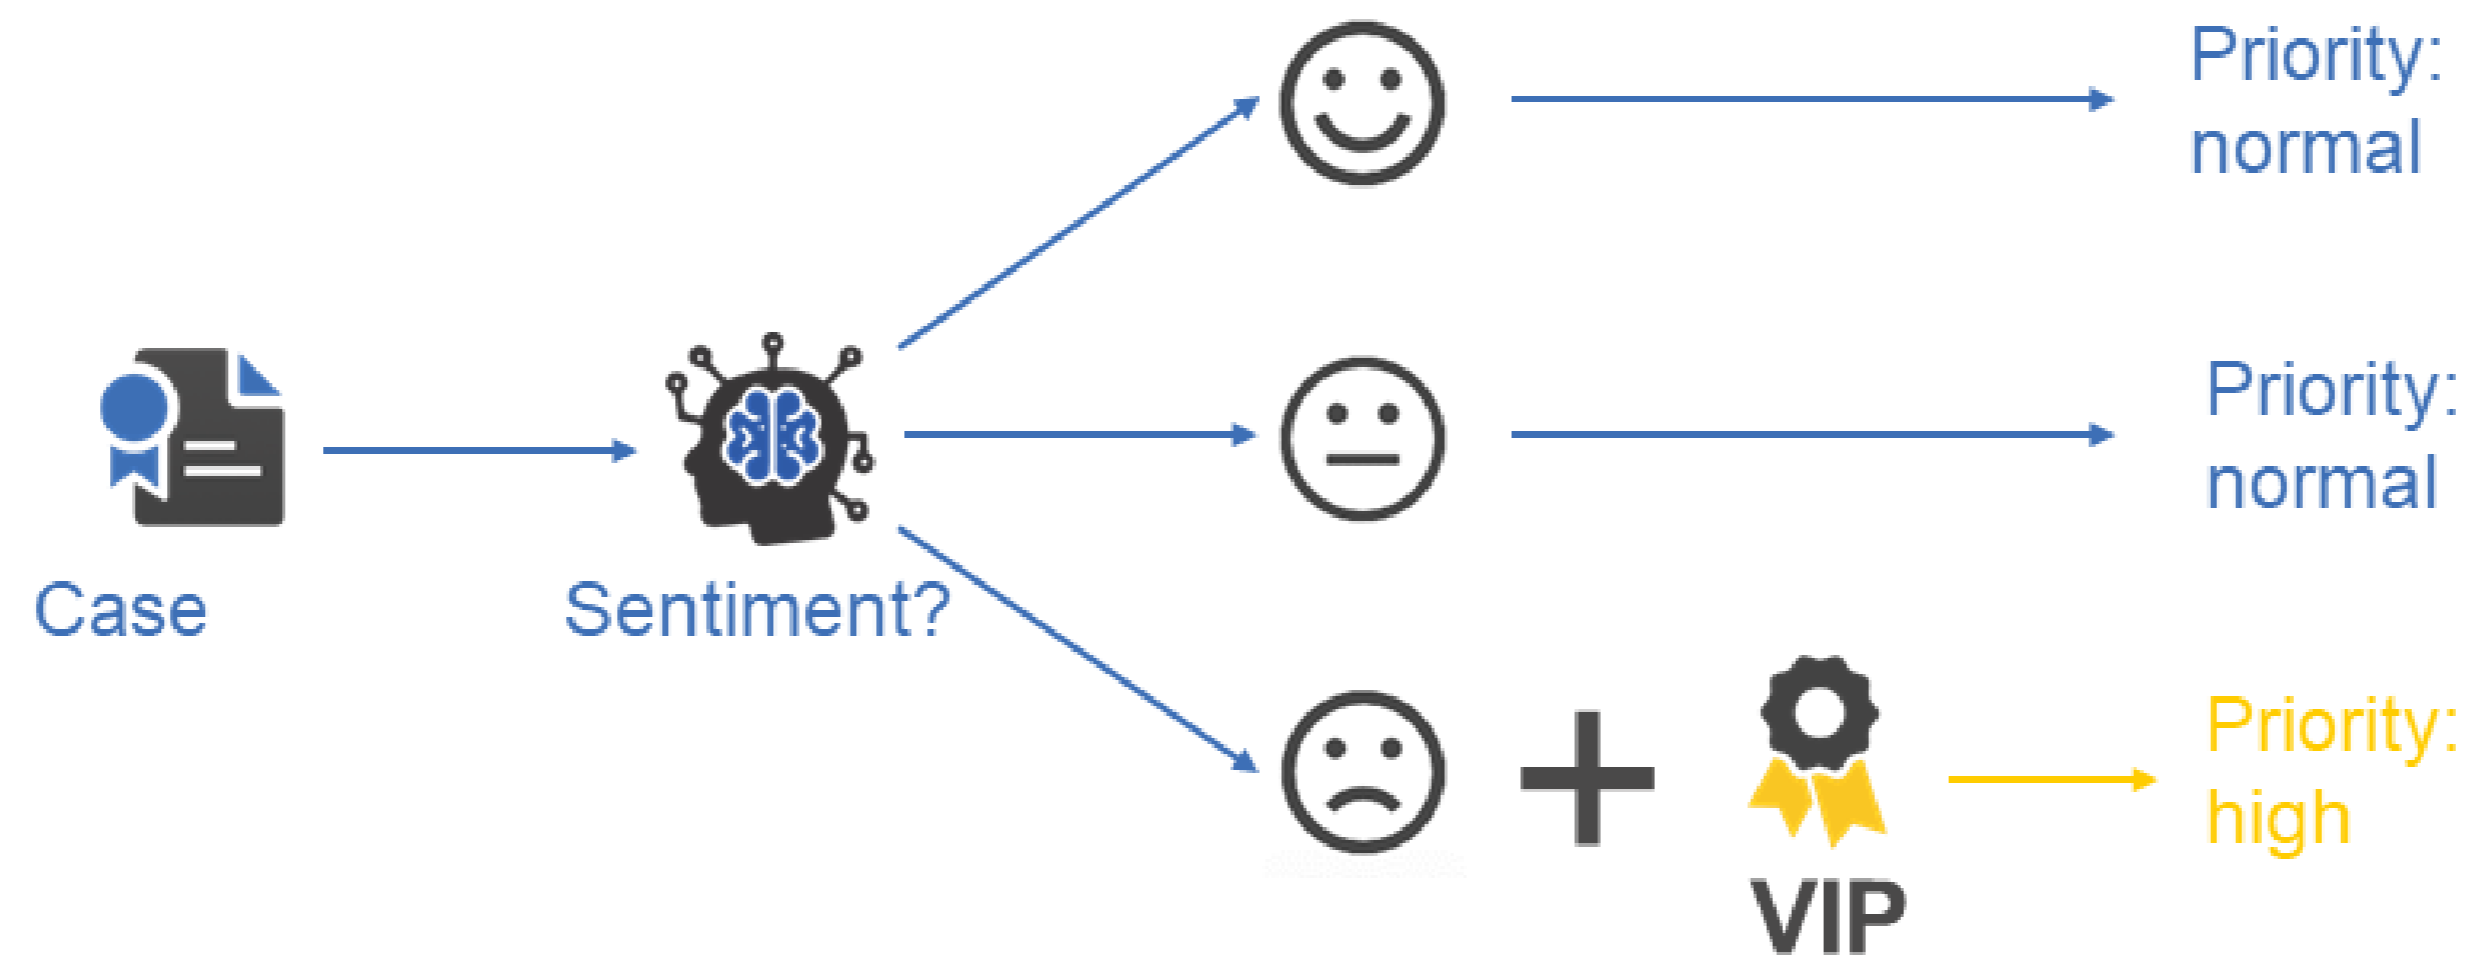 Priority:
normal
Case
Sentiment?
Priority:
normal
VIP
Priority:
high